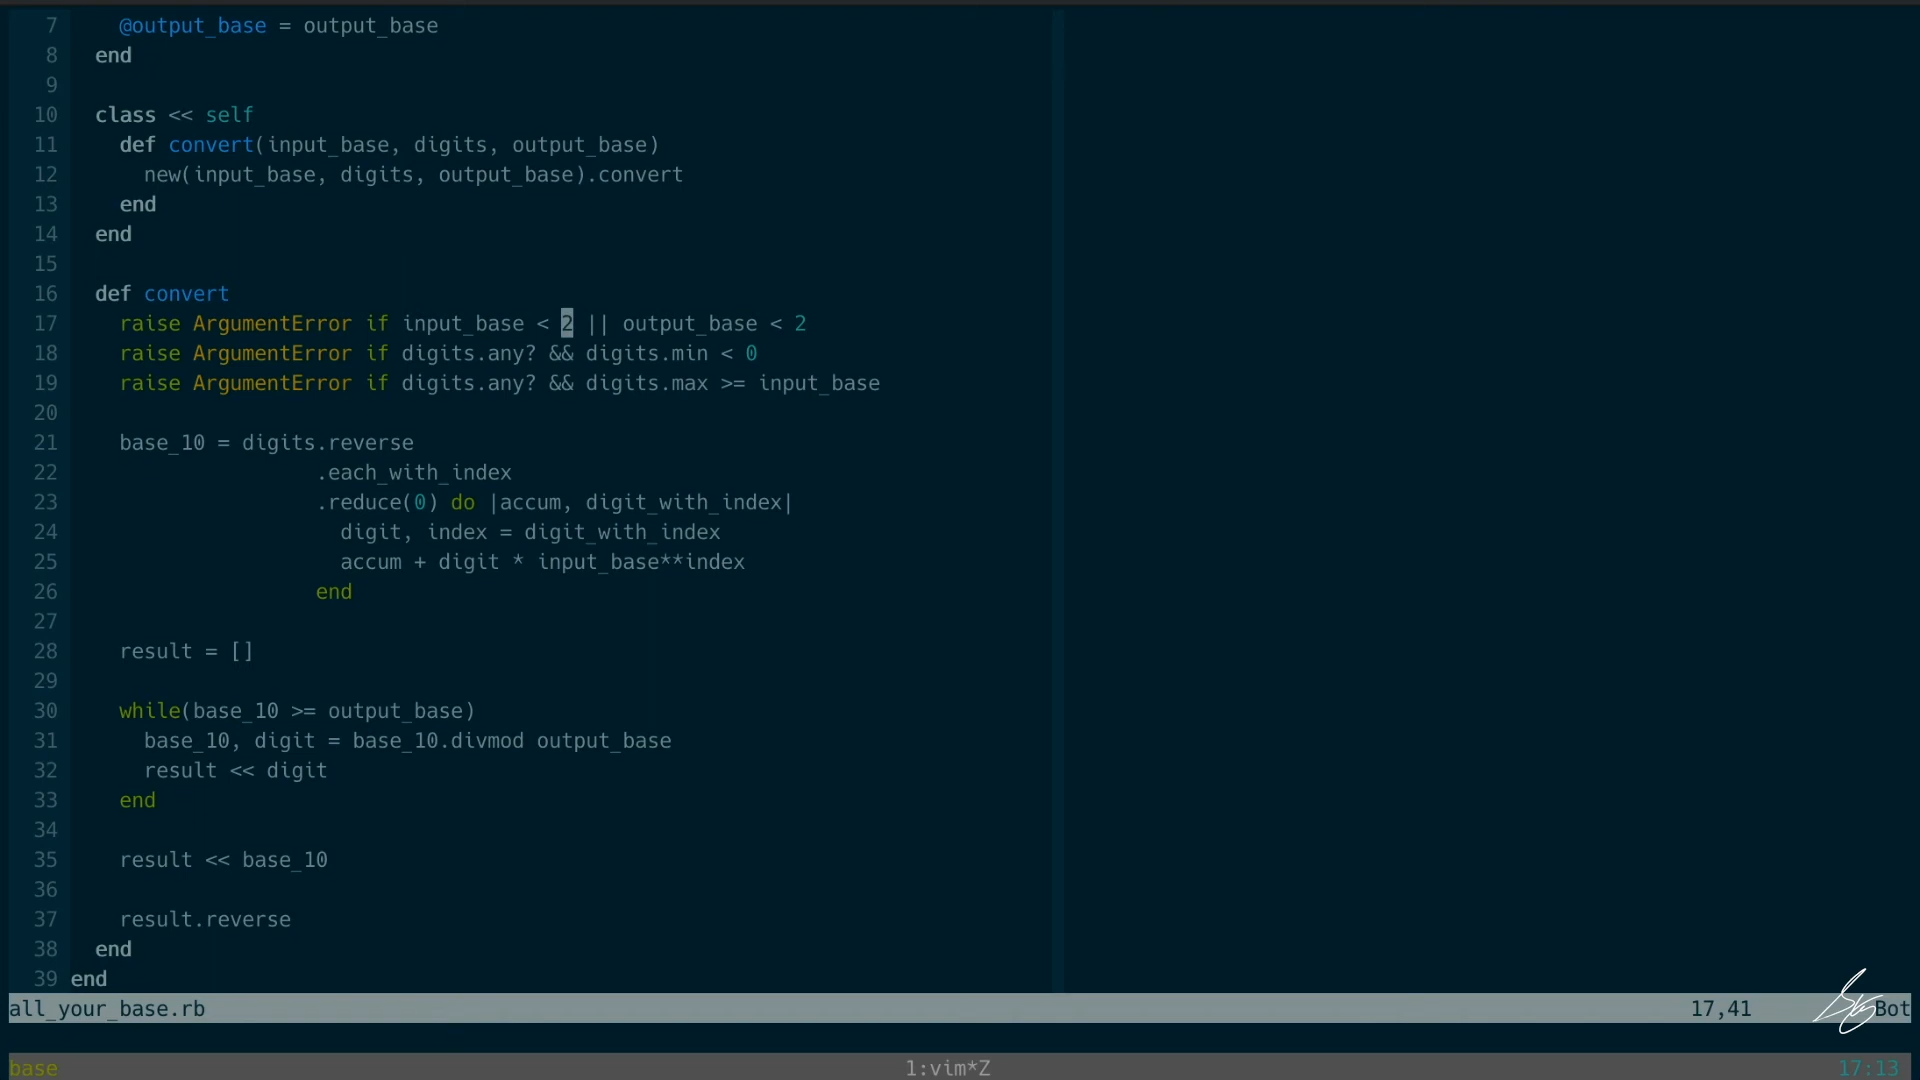 7     @output_base = output_base
8   end
9
10   class << self
11     def convert(input_base, digits, output_base)
12       new(input_base, digits, output_base).convert
13     end
14   end
15
16   def convert
17     raise ArgumentError if input_base < 2 || output_base < 2
18     raise ArgumentError if digits.any? && digits.min < 0
19     raise ArgumentError if digits.any? && digits.max >= input_base
20
21     base_10 = digits.reverse
22                     .each_with_index
23                     .reduce(0) do |accum, digit_with_index|
24                       digit, index = digit_with_index
25                       accum + digit * input_base**index
26                     end
27
28     result = []
29
30     while(base_10 >= output_base)
31       base_10, digit = base_10.divmod output_base
32       result << digit
33     end
34
35     result << base_10
36
37     result.reverse
38   end
39 end
all_your_base.rb 17,41 Bot
base 1:vim*Z 17:13